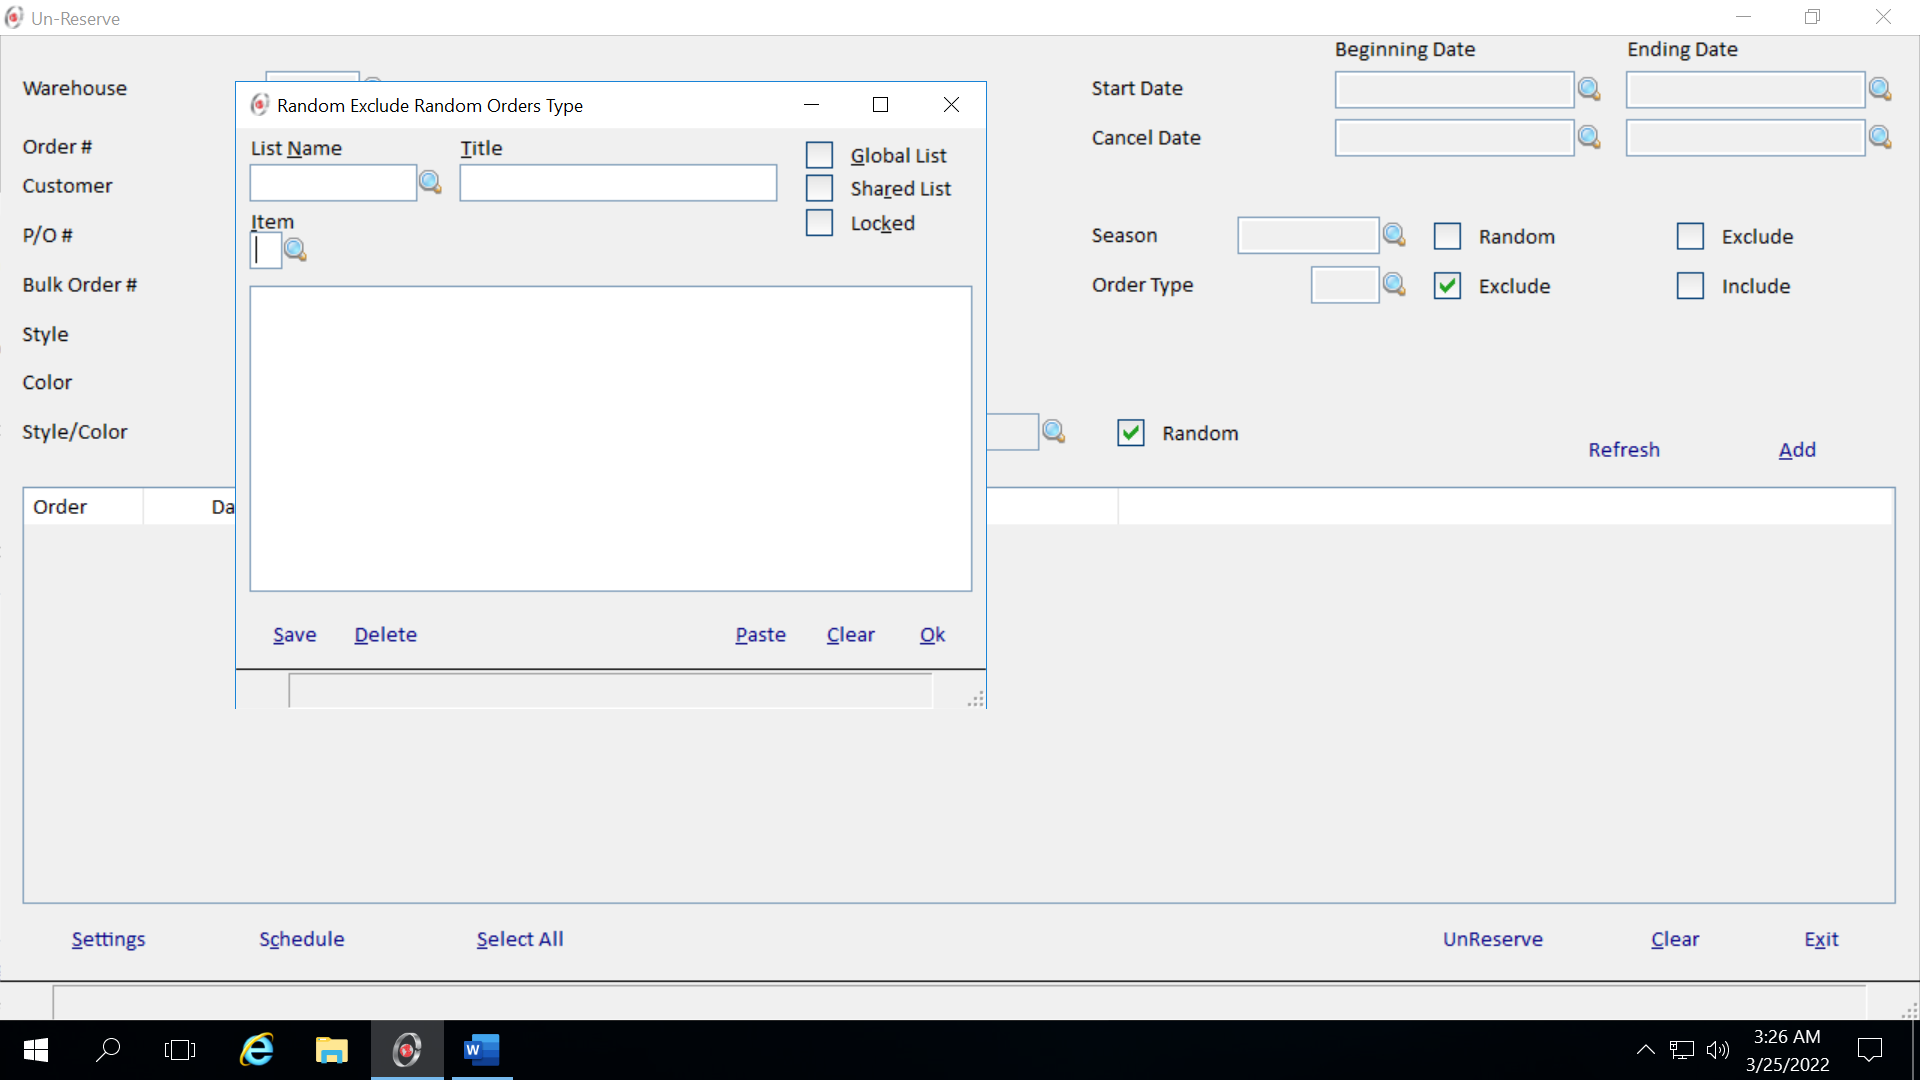 Un-Reserve
Beginning Date Ending Date
Warehouse
Start Date
Cancel Date
Order #
Customer
P/O #
Season Random Exclude
Bulk Order #
Order Type Exclude Include
Style
Color
Style/Color
Random
Refresh Add
Order Da
Random Exclude Random Orders Type
List Name Title
Global List
Shared List
Item
Locked
Save Delete Paste Clear Ok
Settings Schedule Select All UnReserve Clear Exit
W
3:26 AM
3/25/2022